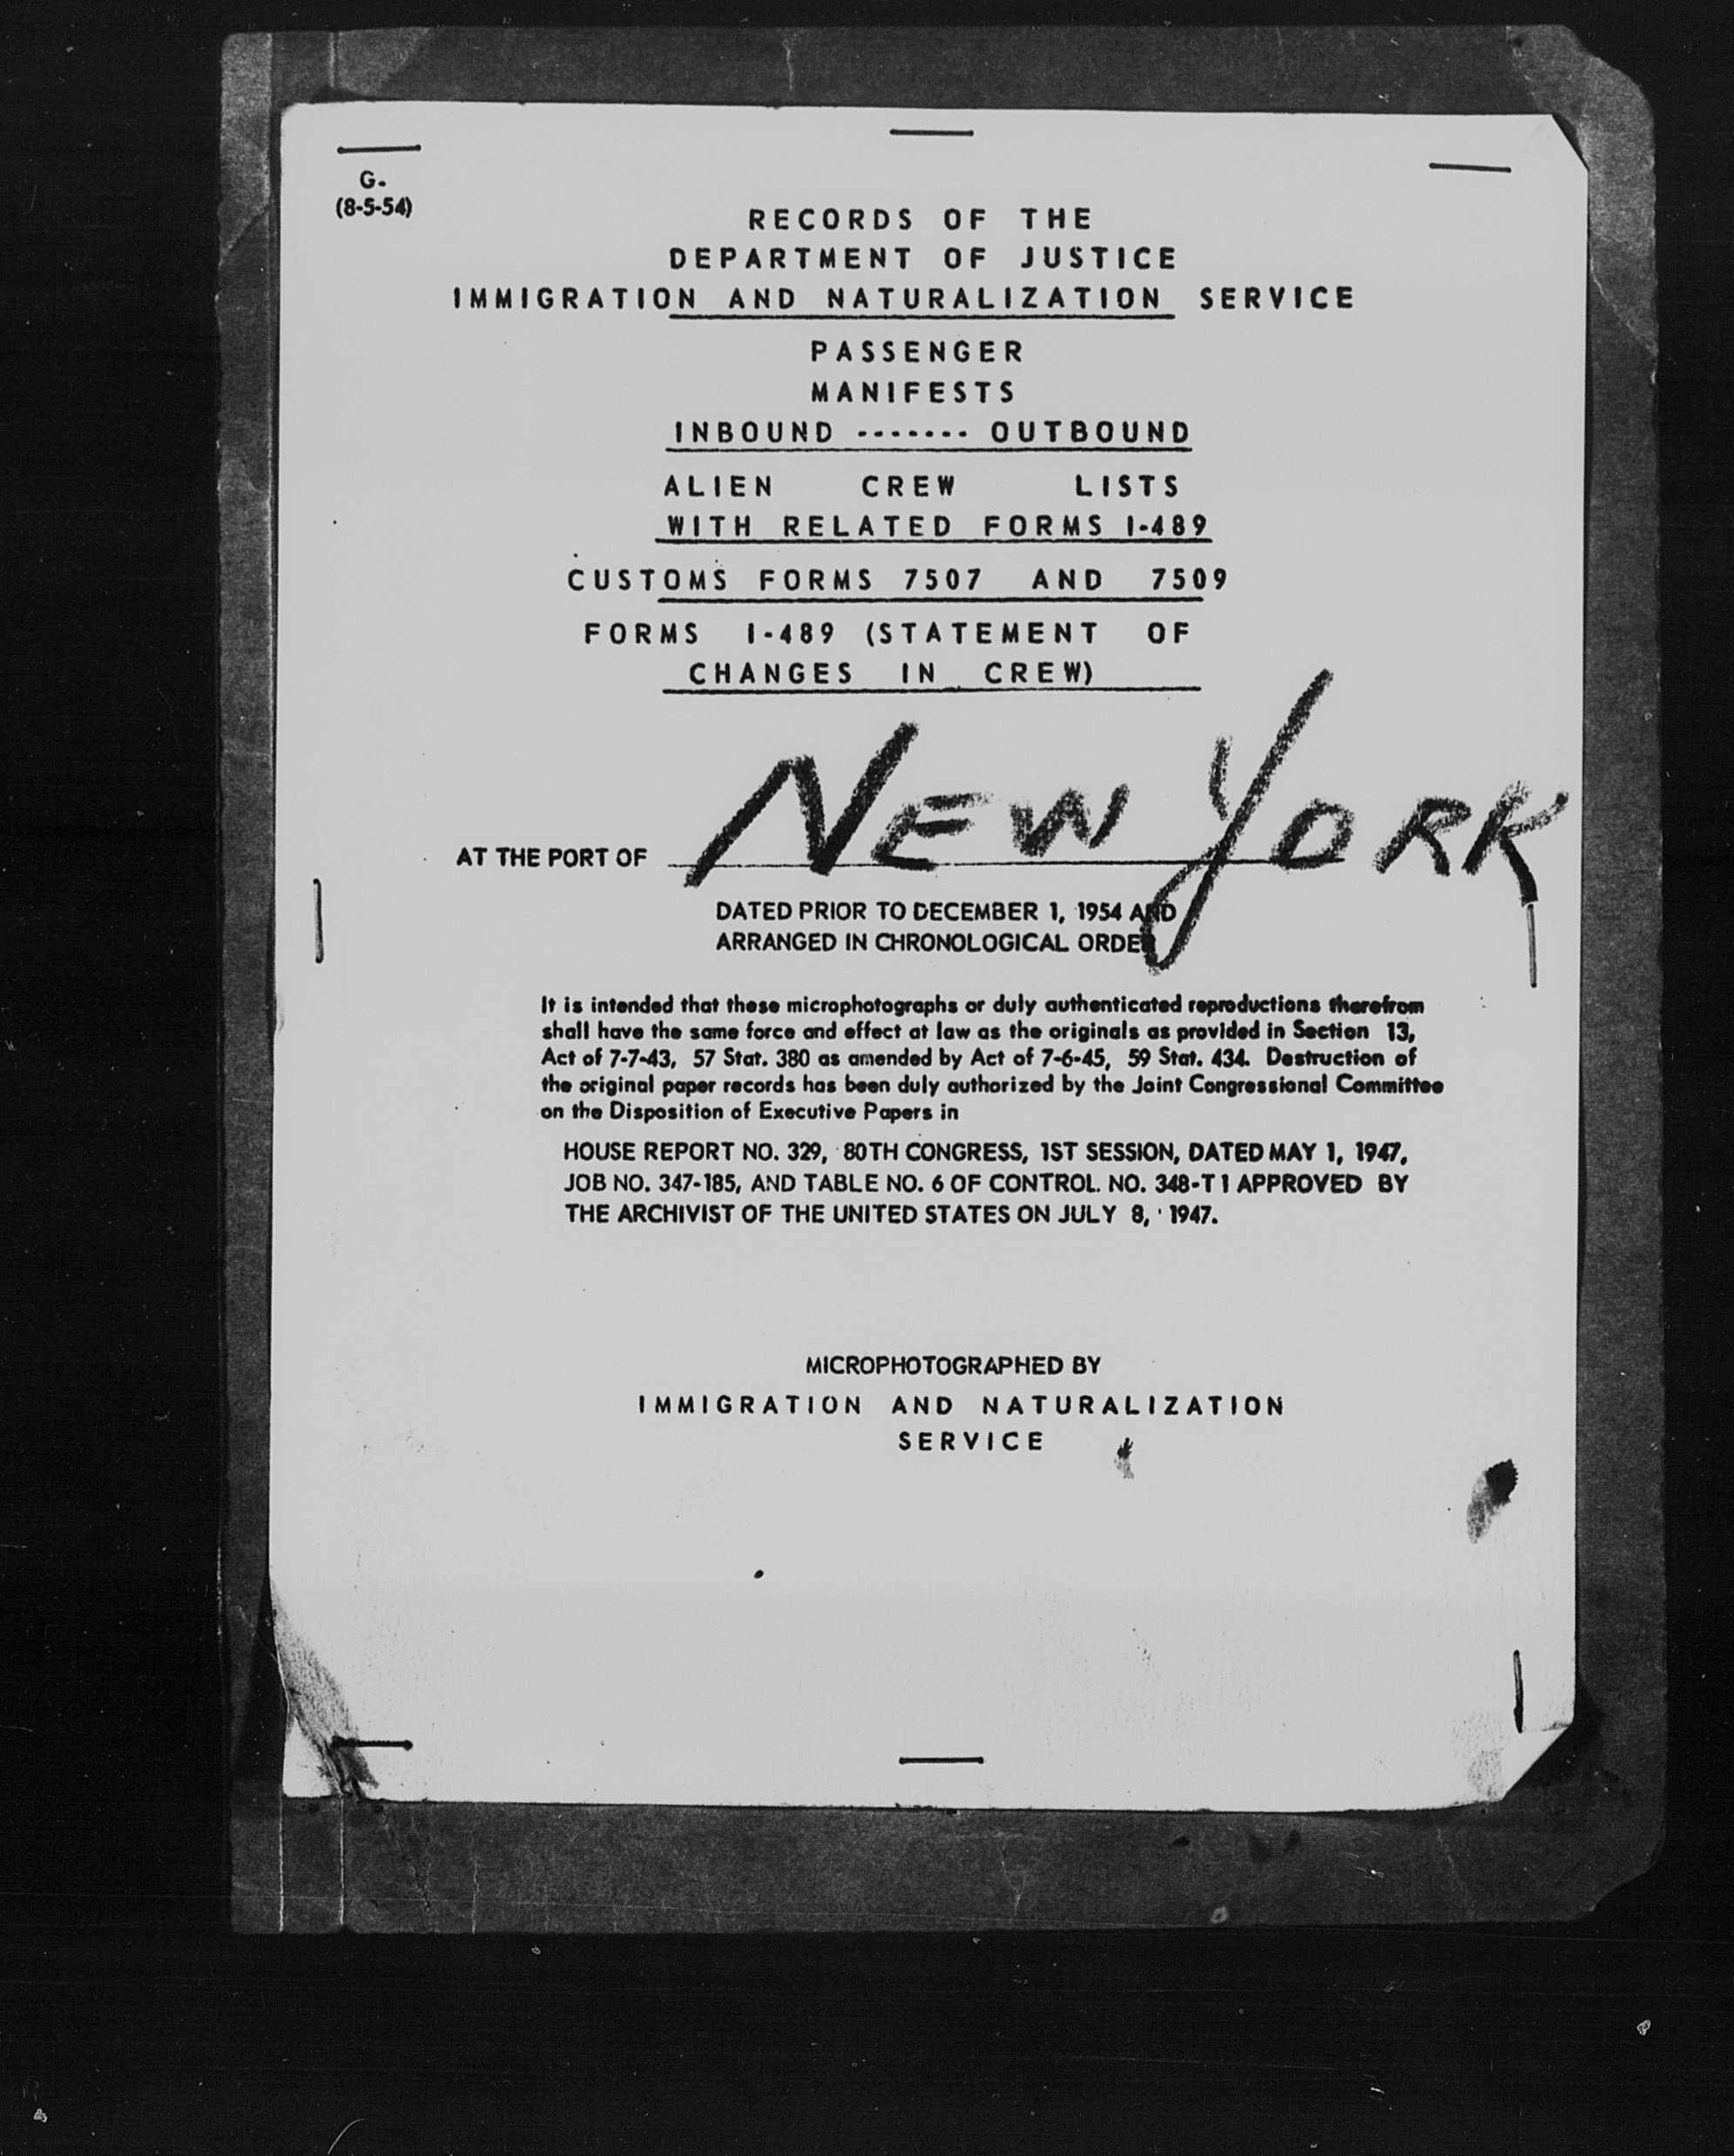 G.
(8-5-54)
RECORDS OF THE
DEPARTMENT OF JUSTICE
IMMIGRATION AND NATURALIZATION SERVICE
PASSENGER
MANIFESTS
INBOUND ------- OUTBOUND
ALIEN CREW LISTS
WITH RELATED FORMS I-489
CUSTOMS FORMS 7507 AND 7509
FORMS I-489 (STATEMENT OF
CHANGES IN CREW)
AT THE PORT OF NEW YORK
DATED PRIOR TO DECEMBER 1, 1954 AND
ARRANGED IN CHRONOLOGICAL ORDER
It is intended that these microphotographs or duly authenticated reproductions therefrom
shall have the same force and effect at law as the originals as provided in Section 13,
Act of 7-7-43, 57 Stat. 380 as amended by Act of 7-6-45, 59 Stat. 434. Destruction of
the original paper records has been duly authorized by the Joint Congressional Committee
on the Disposition of Executive Papers in
HOUSE REPORT NO. 329, 80TH CONGRESS, 1ST SESSION, DATED MAY 1, 1947,
JOB NO. 347-185, AND TABLE NO. 6 OF CONTROL. NO. 348-T1 APPROVED BY
THE ARCHIVIST OF THE UNITED STATES ON JULY 8, 1947.
MICROPHOTOGRAPHED BY
IMMIGRATION AND NATURALIZATION
SERVICE